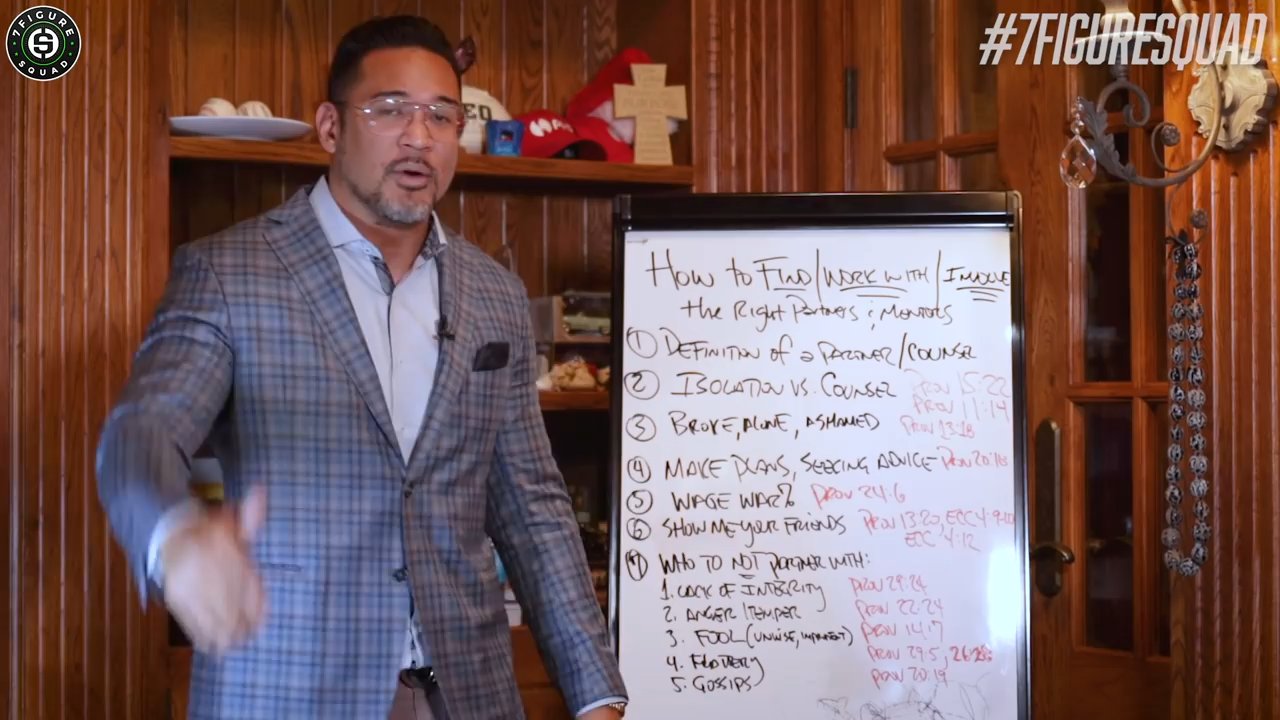 7FIGURE
SQUAD
#7FIGURESQUAD
HOW TO FIND/WORK WITH/INVOLVE
the Right Partners & MENTORS
1 DEFINITION of a PARTNER/COUNSEL
2 ISOLATION VS. COUNSEL PROV 15:22
PROV 11:14
3 BROKE, ALONE, ASHAMED PROV 13:18
4 MAKE PLANS, SEEKING ADVICE PROV 20:18
5 WAGE WAR? PROV 24:6
6 SHOW ME YOUR FRIENDS PROV 13:20, ECC 4:9-10
ECC 4:12
7 WHO TO NOT PARTNER WITH:
1. LACK OF INTEGRITY PROV 29:24
2. ANGER/TEMPER PROV 22:24
3. FOOL (UNWISE, ) PROV 14:7
4. FLATTERY PROV 29:5, 26:28
5. GOSSIPS PROV 20:19